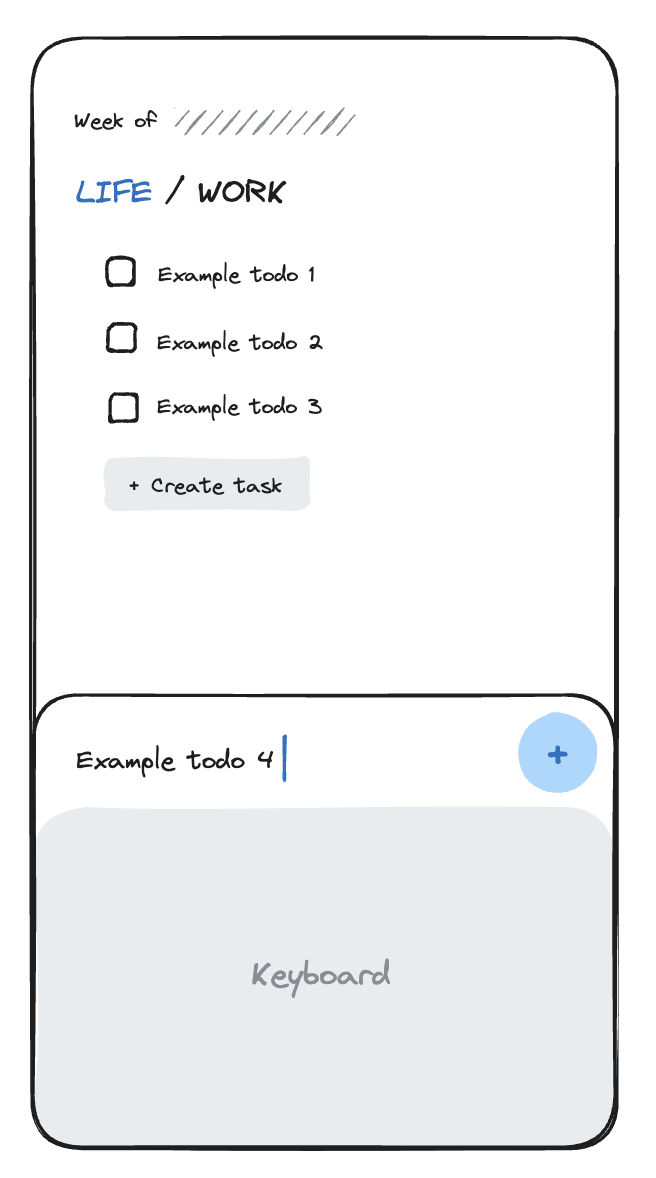 Week of
LIFE / WORK
Example todo 1
Example todo 2
Example todo 3
+ Create task
Example todo 4
+
Keyboard